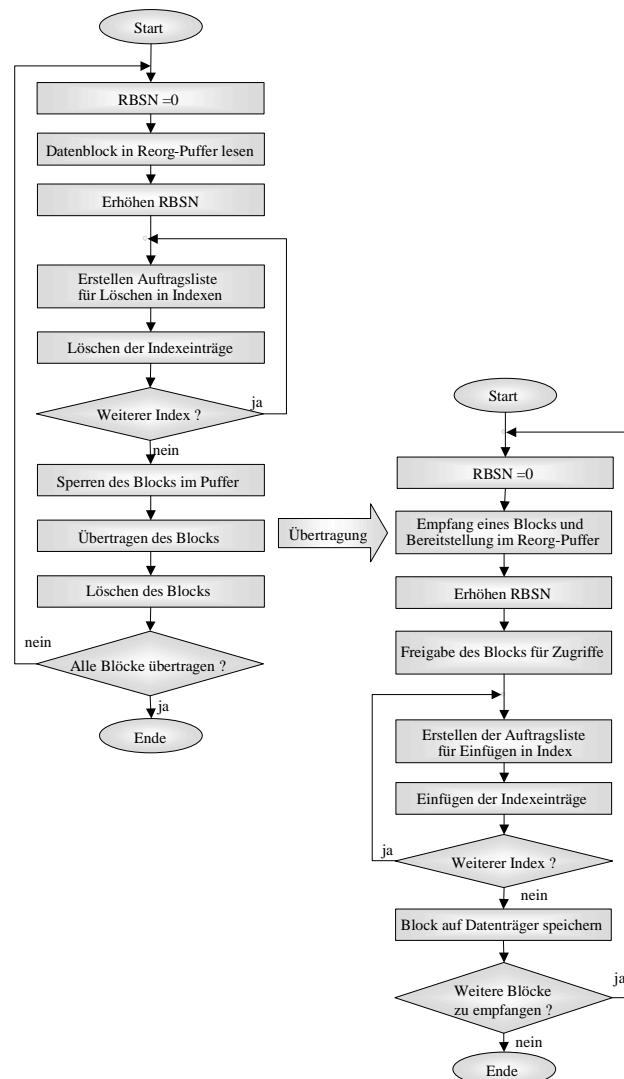 Start
RBSN =0
Datenblock in Reorg-Puffer lesen
Erhöhen RBSN
Erstellen Auftragsliste
für Löschen in Indexen
Löschen der Indexeinträge
Weiterer Index ?
ja
nein
Sperren des Blocks im Puffer
Übertragen des Blocks
Löschen des Blocks
nein
Alle Blöcke übertragen ?
ja
Ende
Übertragung
Start
RBSN =0
Empfang eines Blocks und
Bereitstellung im Reorg-Puffer
Erhöhen RBSN
Freigabe des Blocks für Zugriffe
Erstellen der Auftragsliste
für Einfügen in Index
Einfügen der Indexeinträge
ja
Weiterer Index ?
nein
Block auf Datenträger speichern
Weitere Blöcke
zu empfangen ?
ja
nein
Ende